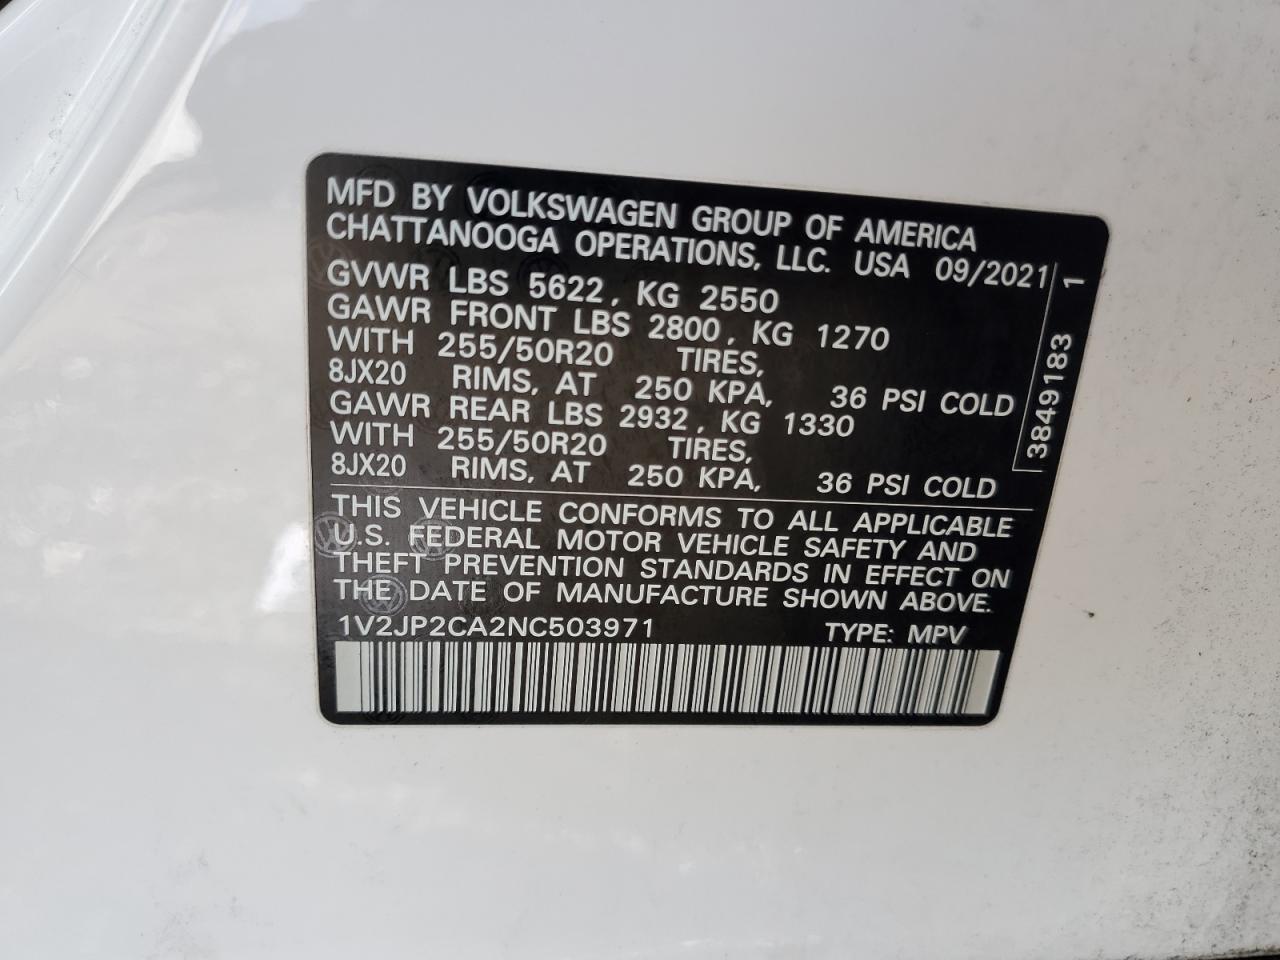 MFD BY VOLKSWAGEN GROUP OF AMERICA
CHATTANOOGA OPERATIONS, LLC. USA 09/2021
GVWR LBS 5622, KG 2550
GAWR FRONT LBS 2800, KG 1270
WITH 255/50R20 TIRES,
8JX20 RIMS, AT 250 KPA, 36 PSI COLD
GAWR REAR LBS 2932, KG 1330
WITH 255/50R20 TIRES,
8JX20 RIMS, AT 250 KPA, 36 PSI COLD
3849183 1
THIS VEHICLE CONFORMS TO ALL APPLICABLE
U.S. FEDERAL MOTOR VEHICLE SAFETY AND
THEFT PREVENTION STANDARDS IN EFFECT ON
THE DATE OF MANUFACTURE SHOWN ABOVE.
1V2JP2CA2NC503971 TYPE: MPV